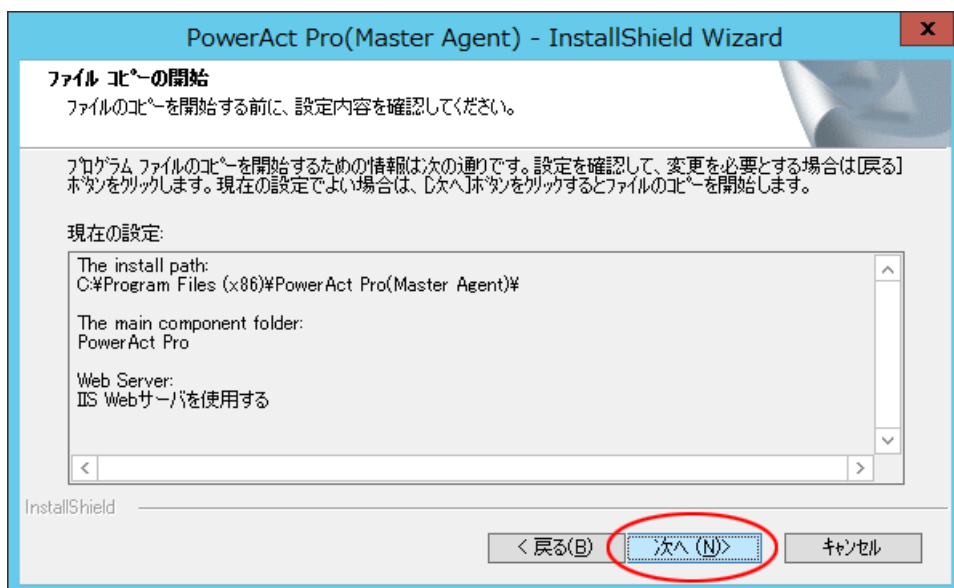 PowerAct Pro(Master Agent) - InstallShield Wizard
x
ファイル コピーの開始
ファイルのコピーを開始する前に、設定内容を確認してください。
プログラム ファイルのコピーを開始するための情報は次の通りです。設定を確認して、変更を必要とする場合は[戻る]
ボタンをクリックします。現在の設定でよい場合は、[次へ]ボタンをクリックするとファイルのコピーを開始します。
現在の設定:
The install path:
C:¥Program Files (x86)¥PowerAct Pro(Master Agent)¥
The main component folder:
PowerAct Pro
Web Server:
IIS Webサーバを使用する
InstallShield
< 戻る(B)
次へ (N)>
キャンセル